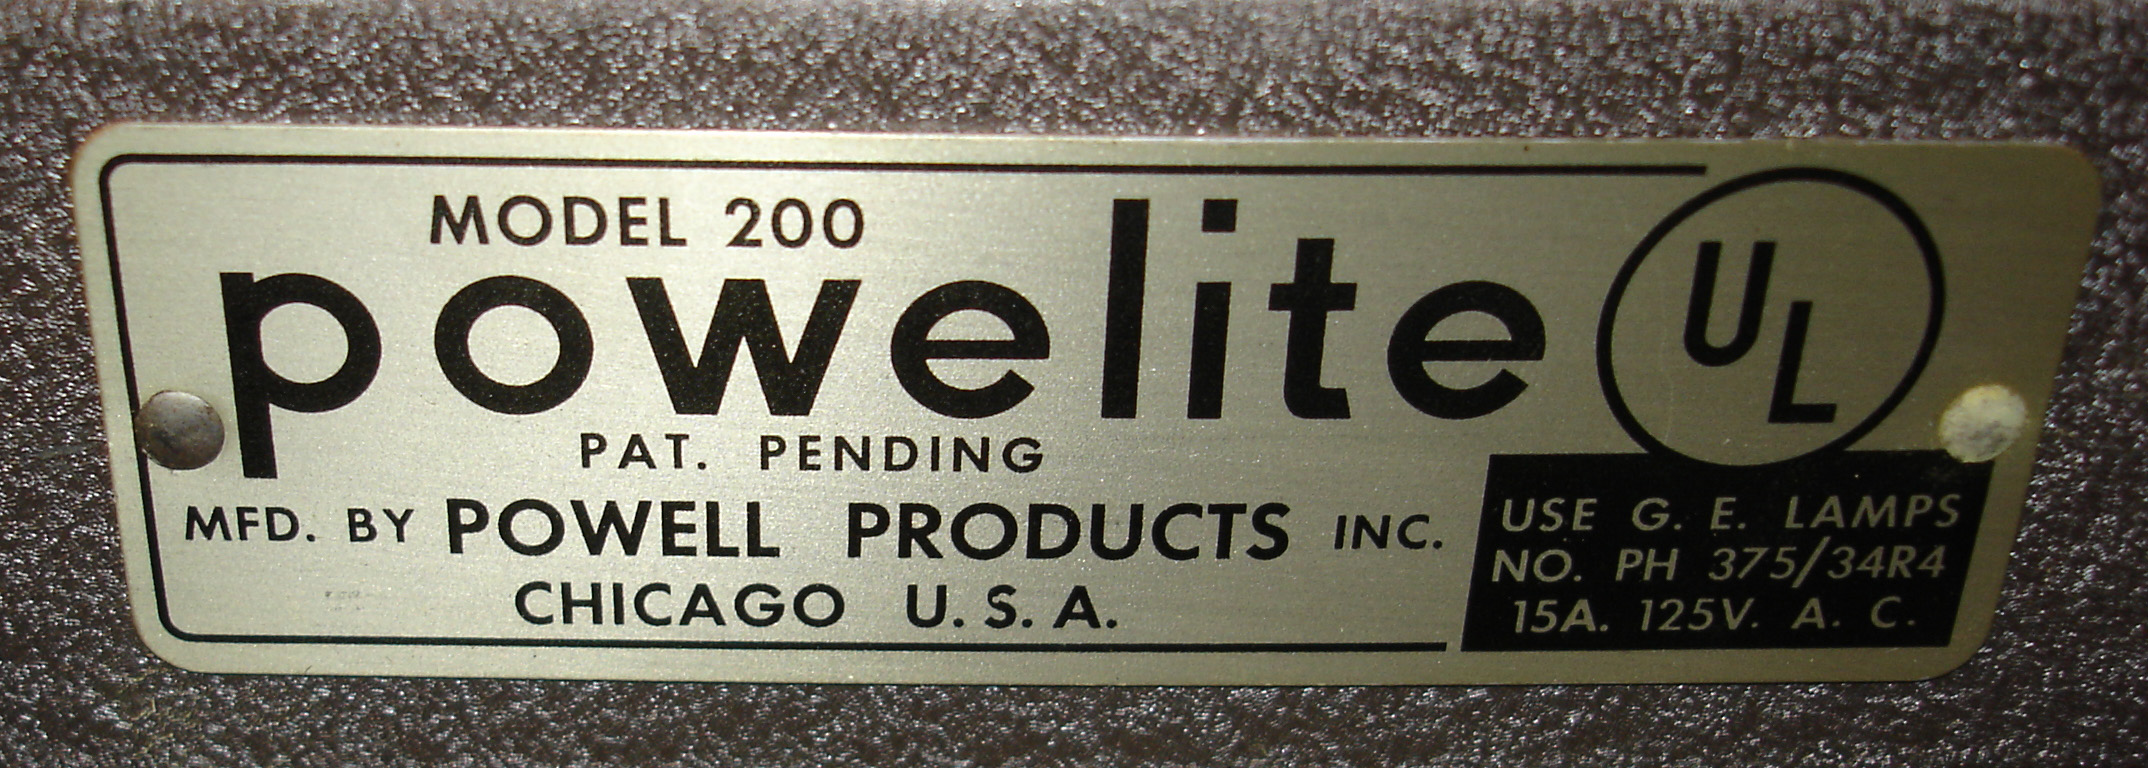 MODEL 200
powelite
UL
PAT. PENDING
MFD. BY POWELL PRODUCTS INC.
CHICAGO U.S.A.
USE G. E. LAMPS
NO. PH 375/34R4
15A. 125V. A. C.